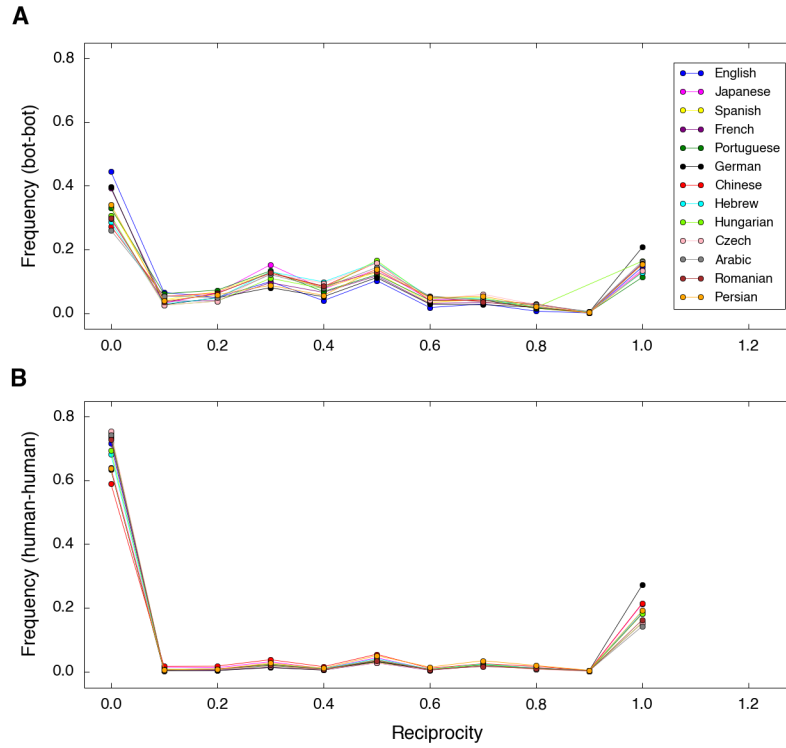 A
Frequency (bot-bot)
0.8
0.6
0.4
0.2
0.0
0.0 0.2 0.4 0.6 0.8 1.0 1.2
English
Japanese
Spanish
French
Portuguese
German
Chinese
Hebrew
Hungarian
Czech
Arabic
Romanian
Persian
B
Frequency (human-human)
0.8
0.6
0.4
0.2
0.0
0.0 0.2 0.4 0.6 0.8 1.0 1.2
Reciprocity